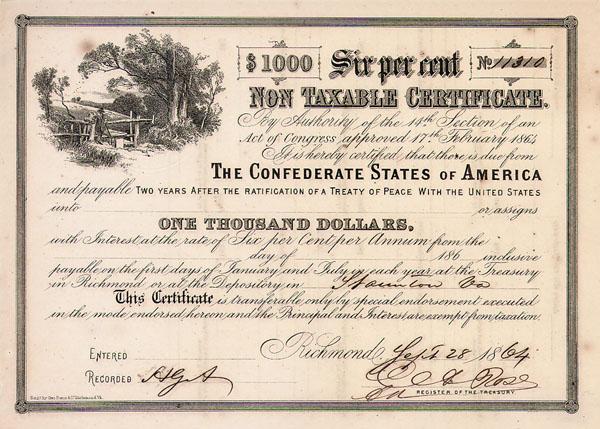 $1000 Six per cent No 11310
NON TAXABLE CERTIFICATE.
By Authority of the 14th Section of an
Act of Congress, approved 17th February 1864
It is hereby certified, that there is due from
THE CONFEDERATE STATES OF AMERICA
and payable TWO YEARS AFTER THE RATIFICATION OF A TREATY OF PEACE WITH THE UNITED STATES
unto or assigns
ONE THOUSAND DOLLARS,
with Interest at the rate of Six per Cent per Annum from the
day of 186 inclusive
payable on the first days of January and July in each year at the Treasury
in Richmond or at the Depository in Staunton Va
This Certificate is transferable only by special endorsement executed
in the mode endorsed hereon, and the Principal and Interest, are exempt from taxation.
ENTERED Richmond, Sept 28 1864
RECORDED Rose
REGISTER OF THE TREASURY.